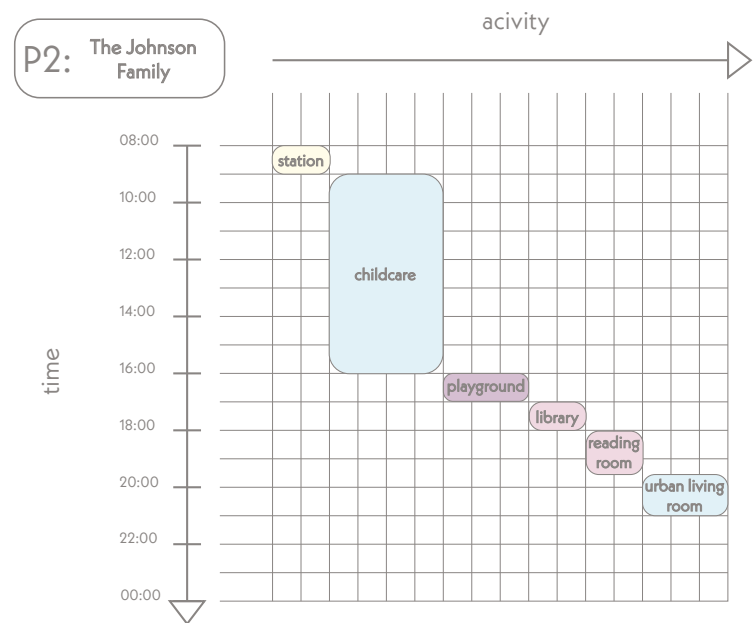 acivity
P2: The Johnson
Family
08:00
station
10:00
12:00
childcare
14:00
time
16:00
playground
library
18:00
reading
room
20:00
urban living
room
22:00
00:00